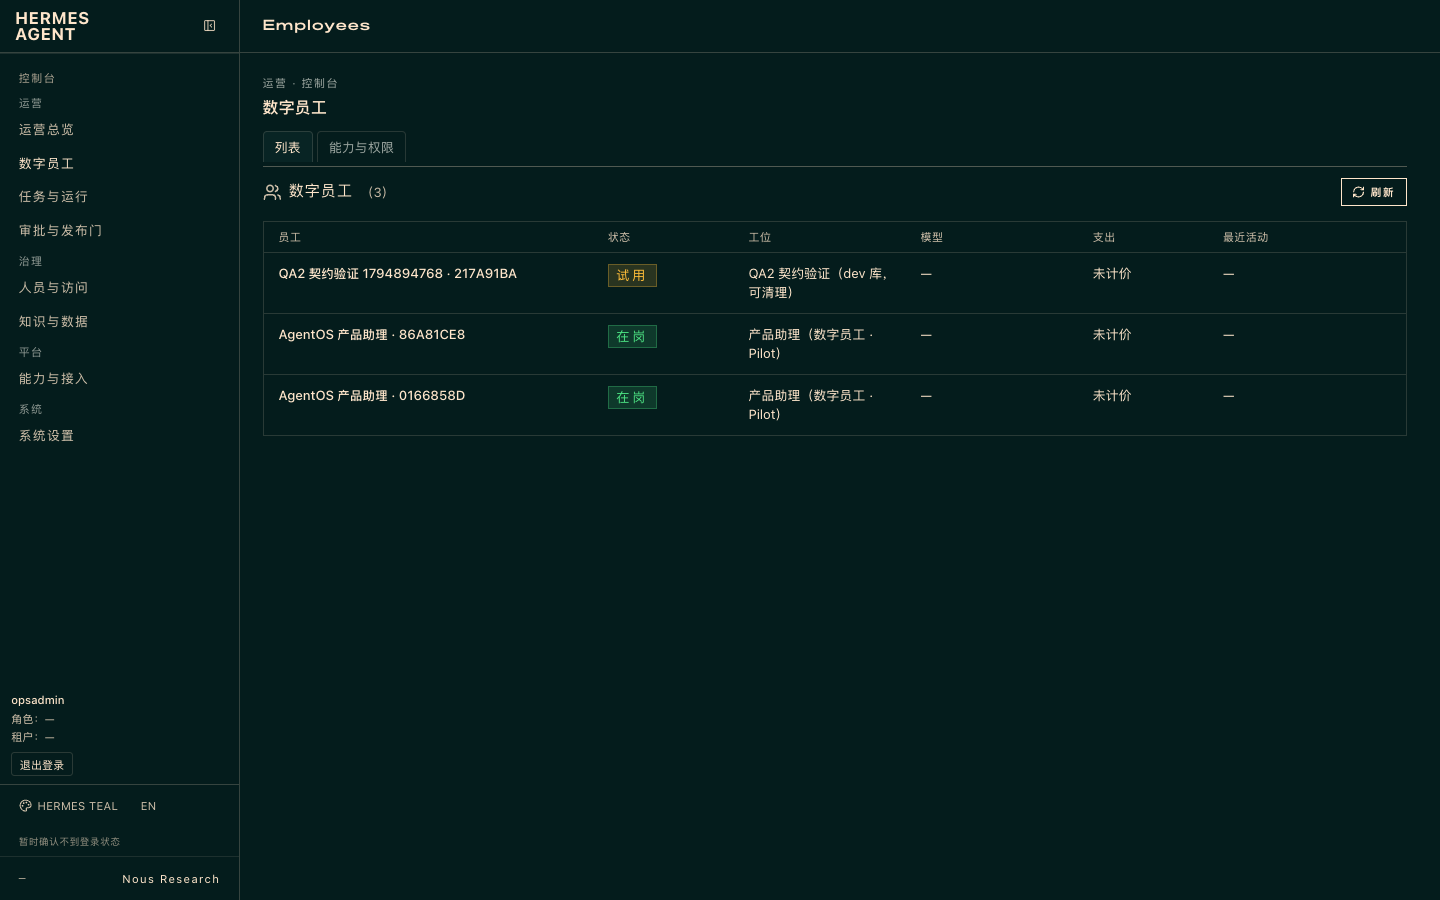 HERMES
AGENT
Employees
控制台
运营
运营总览
数字员工
任务与运行
审批与发布门
治理
人员与访问
知识与数据
平台
能力与接入
系统
系统设置
opsadmin
角色：—
租户：—
退出登录
HERMES TEAL EN
暂时确认不到登录状态
— Nous Research
运营 · 控制台
数字员工
列表 能力与权限
数字员工 (3) 刷新
员工 状态 工位 模型 支出 最近活动
QA2 契约验证 1794894768 · 217A91BA 试用 QA2 契约验证（dev 库， — 未计价 —
可清理）
AgentOS 产品助理 · 86A81CE8 在岗 产品助理（数字员工 · — 未计价 —
Pilot）
AgentOS 产品助理 · 0166858D 在岗 产品助理（数字员工 · — 未计价 —
Pilot）